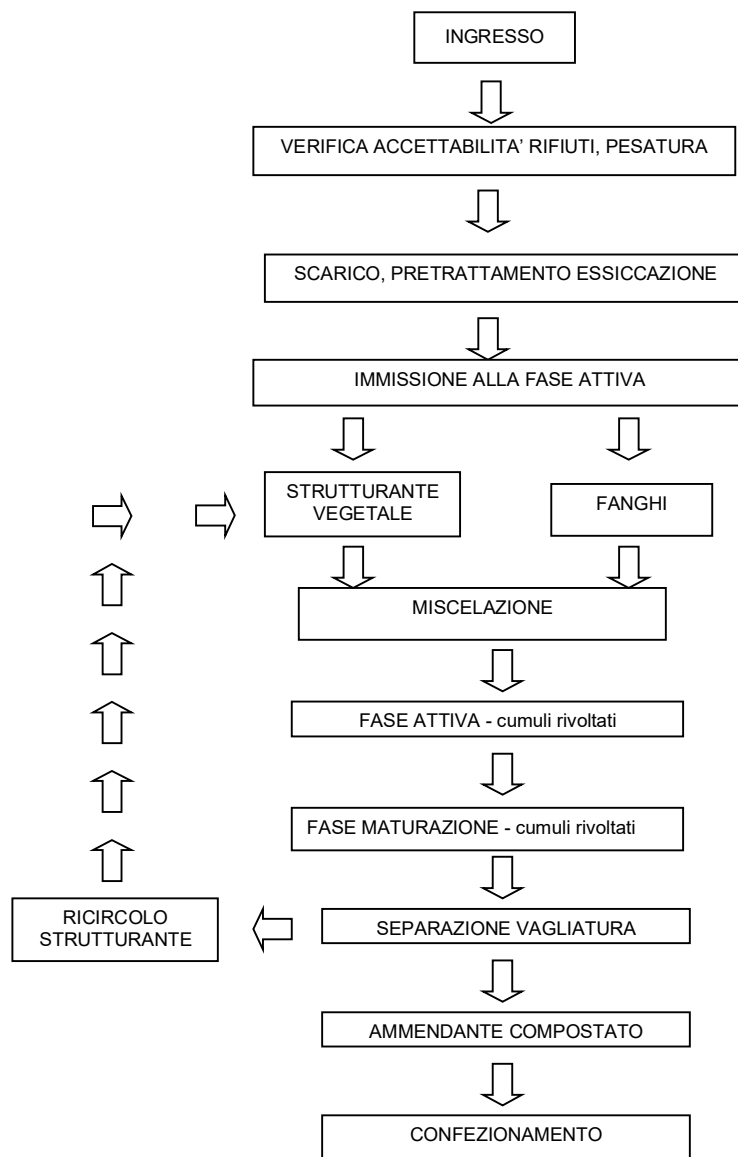 INGRESSO
VERIFICA ACCETTABILITA' RIFIUTI, PESATURA
SCARICO, PRETRATTAMENTO ESSICCAZIONE
IMMISSIONE ALLA FASE ATTIVA
STRUTTURANTE
VEGETALE
FANGHI
MISCELAZIONE
FASE ATTIVA - cumuli rivoltati
FASE MATURAZIONE - cumuli rivoltati
RICIRCOLO
STRUTTURANTE
SEPARAZIONE VAGLIATURA
AMMENDANTE COMPOSTATO
CONFEZIONAMENTO